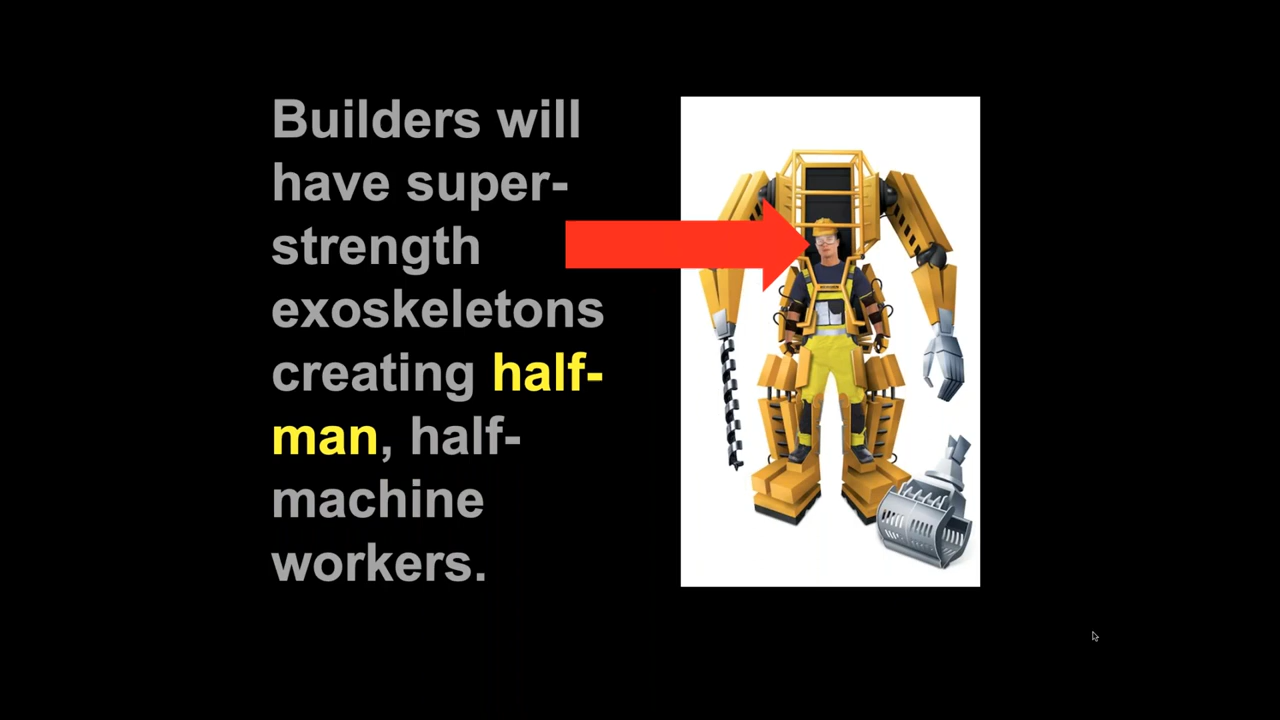 Builders will
have super-
strength
exoskeletons
creating half-
man, half-
machine
workers.